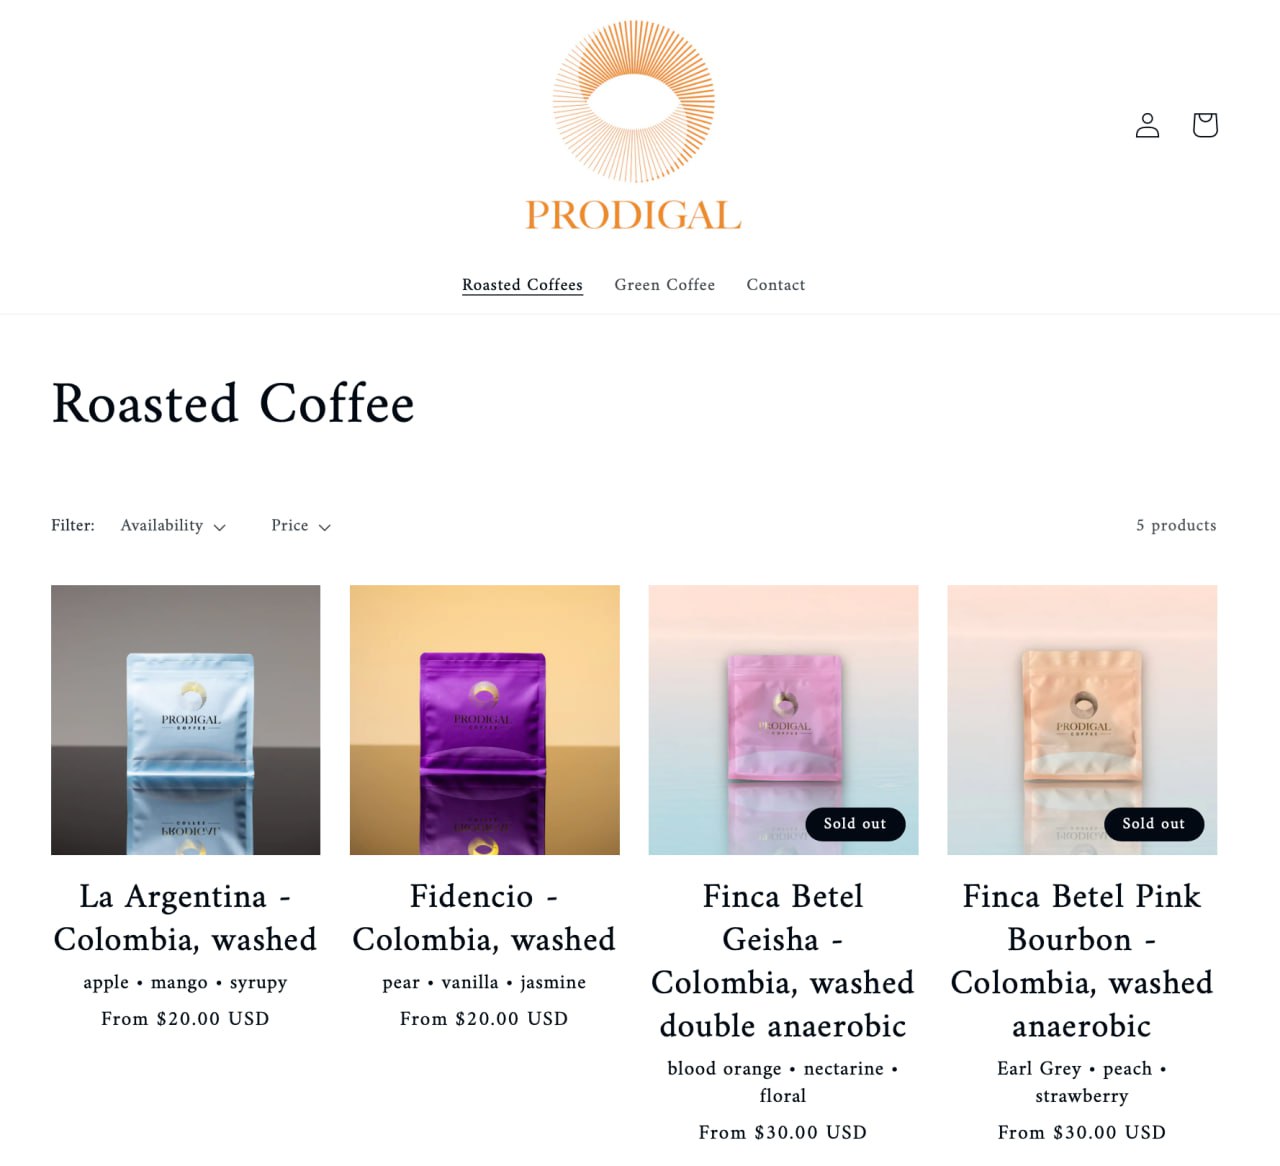 PRODIGAL
Roasted Coffees
Green Coffee
Contact
Roasted Coffee
Filter:
Availability
Price
5 products
PRODIGAL
COFFEE
PRODIGAL
COFFEE
PRODIGAL
COFFEE
Sold out
PRODIGAL
COFFEE
Sold out
La Argentina -
Colombia, washed
apple • mango • syrupy
From $20.00 USD
Fidencio -
Colombia, washed
pear • vanilla • jasmine
From $20.00 USD
Finca Betel
Geisha -
Colombia, washed
double anaerobic
blood orange • nectarine •
floral
From $30.00 USD
Finca Betel Pink
Bourbon -
Colombia, washed
anaerobic
Earl Grey • peach •
strawberry
From $30.00 USD